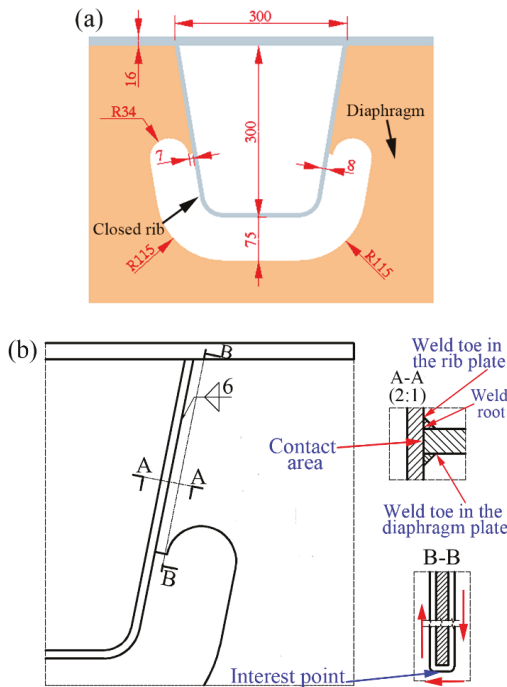 (a)
300
16
R34
300
Diaphragm
7
8
Closed rib
75
R115
R115
(b)
B
6
A
A
B
Weld toe in
the rib plate
A-A
(2:1)
Weld
root
Contact
area
Weld toe in the
diaphragm plate
B-B
Interest point